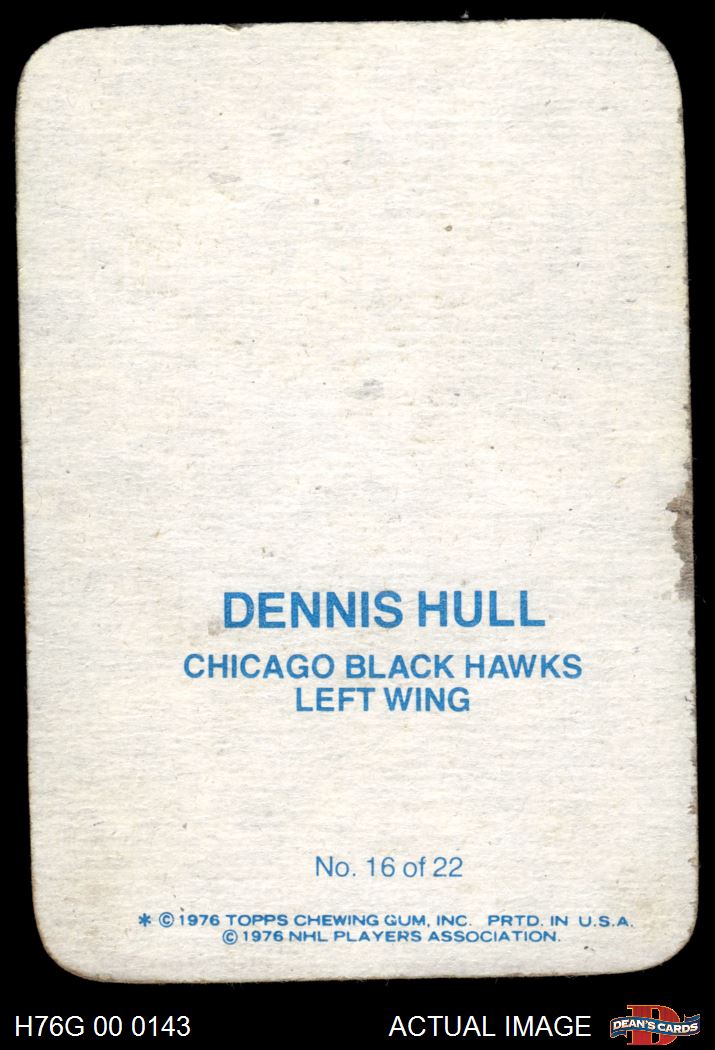 DENNIS HULL
CHICAGO BLACK HAWKS
LEFT WING
No. 16 of 22
* © 1976 TOPPS CHEWING GUM, INC. PRTD. IN U.S.A.
© 1976 NHL PLAYERS ASSOCIATION.
H76G 00 0143 ACTUAL IMAGE D DEAN'S CARDS